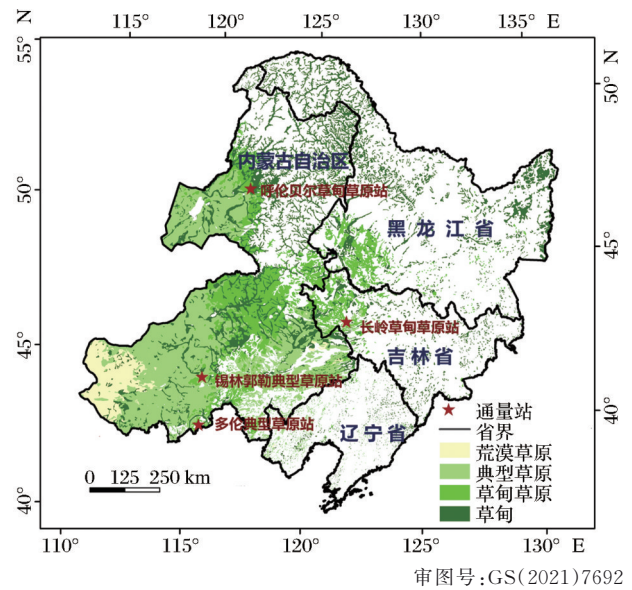 115° 120° 125° 130° 135° E
55° N
N
50°
内蒙古自治区
50°
呼伦贝尔草甸草原站
黑龙江省
45°
长岭草甸草原站
45°
吉林省
锡林郭勒典型草原站
多伦典型草原站
辽宁省
40°
通量站
省界
荒漠草原
典型草原
草甸草原
草甸
0 125 250 km
40°
110° 115° 120° 125° 130° E
审图号:GS(2021)7692